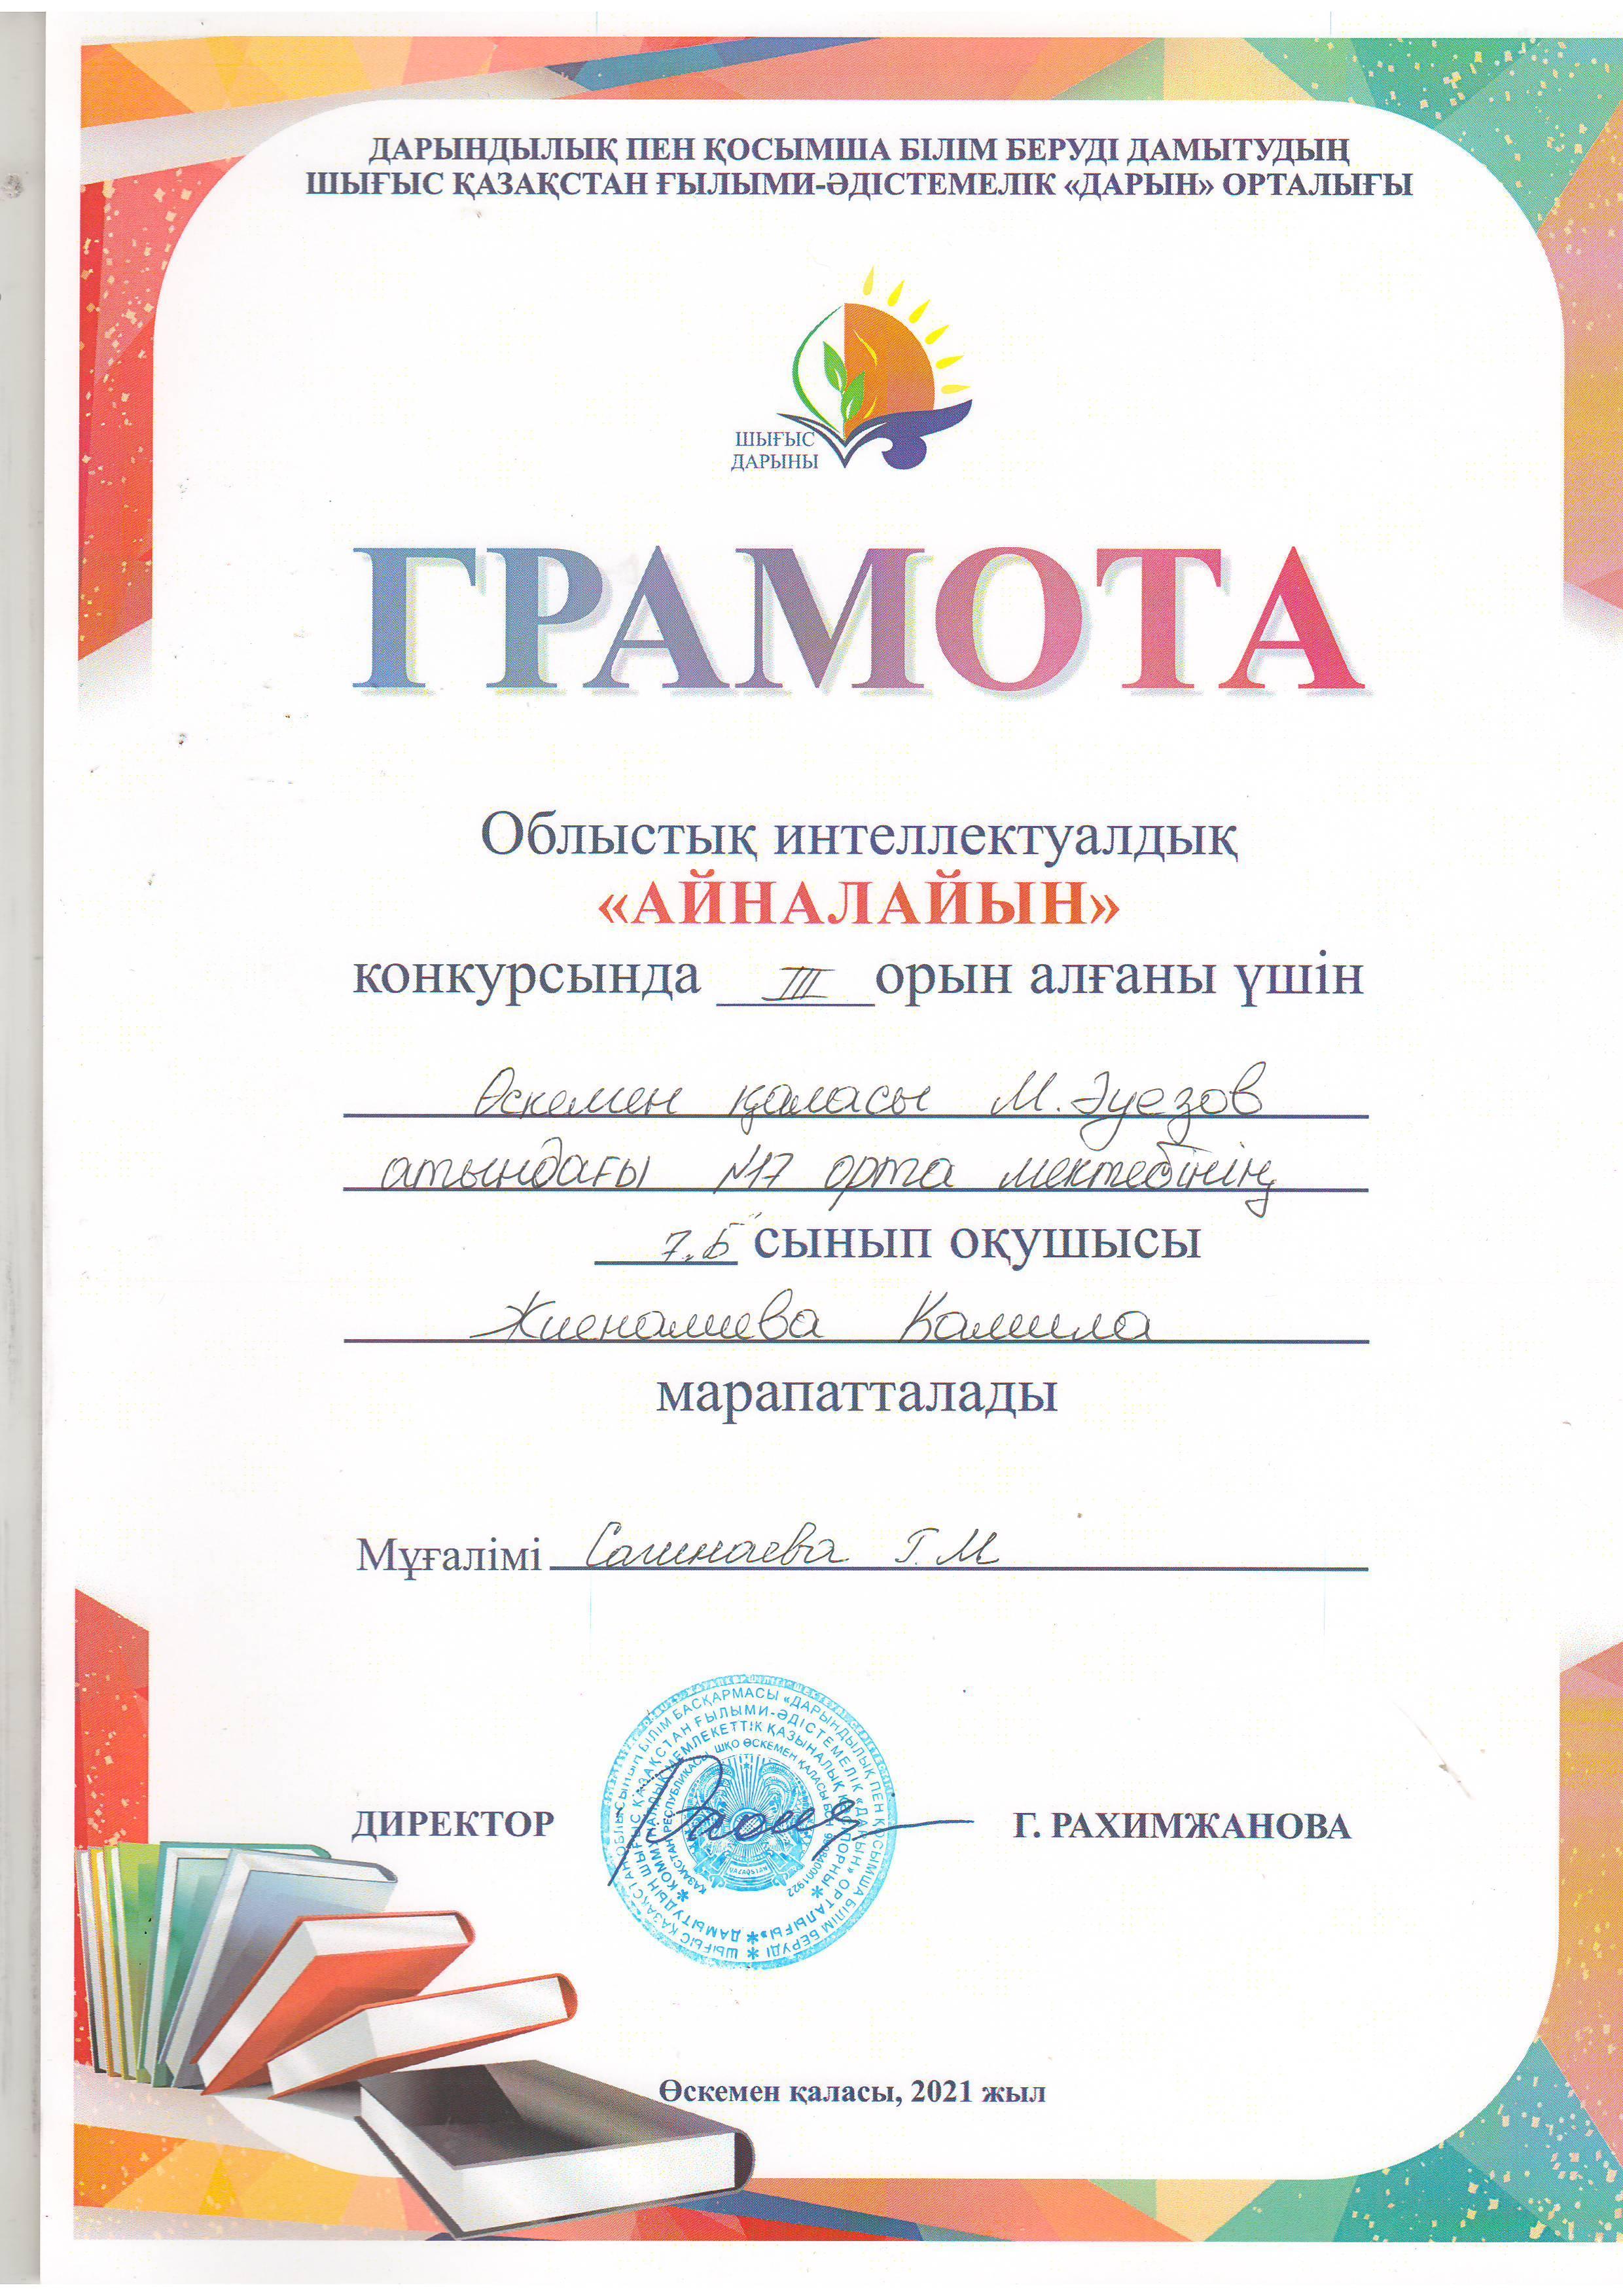 ДАРЫНДЫЛЫҚ ПЕН ҚОСЫМША БІЛІМ БЕРУДІ ДАМЫТУДЫҢ
ШЫҒЫС ҚАЗАҚСТАН ҒЫЛЫМИ-ӘДІСТЕМЕЛІК «ДАРЫН» ОРТАЛЫҒЫ
ШЫҒЫС
ДАРЫНЫ
ГРАМОТА
Облыстық интеллектуалдық
«АЙНАЛАЙЫН»
конкурсында III орын алғаны үшін
Өскемен қаласы М.Әуезов
атындағы №17 орта мектебінің
7 "Б" сынып оқушысы
Жиеналиева Камила
марапатталады
Мұғалімі Сагинаева Г.М
ДИРЕКТОР Г. РАХИМЖАНОВА
Өскемен қаласы, 2021 жыл